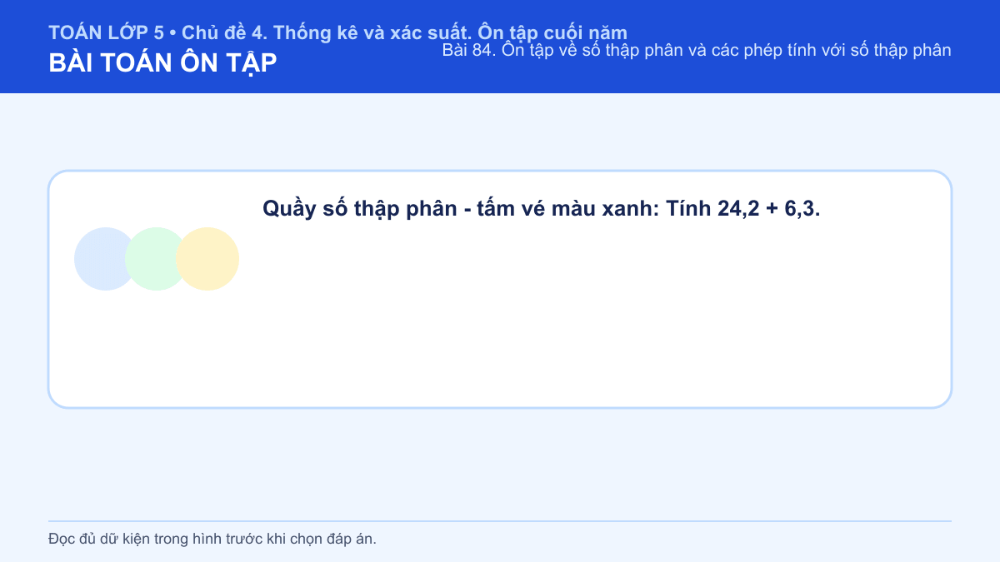 TOÁN LỚP 5 • Chủ đề 4. Thống kê và xác suất. Ôn tập cuối năm
BÀI TOÁN ÔN TẬP
Bài 84. Ôn tập về số thập phân và các phép tính với số thập phân
Quầy số thập phân - tấm vé màu xanh: Tính 24,2 + 6,3.
Đọc đủ dữ kiện trong hình trước khi chọn đáp án.